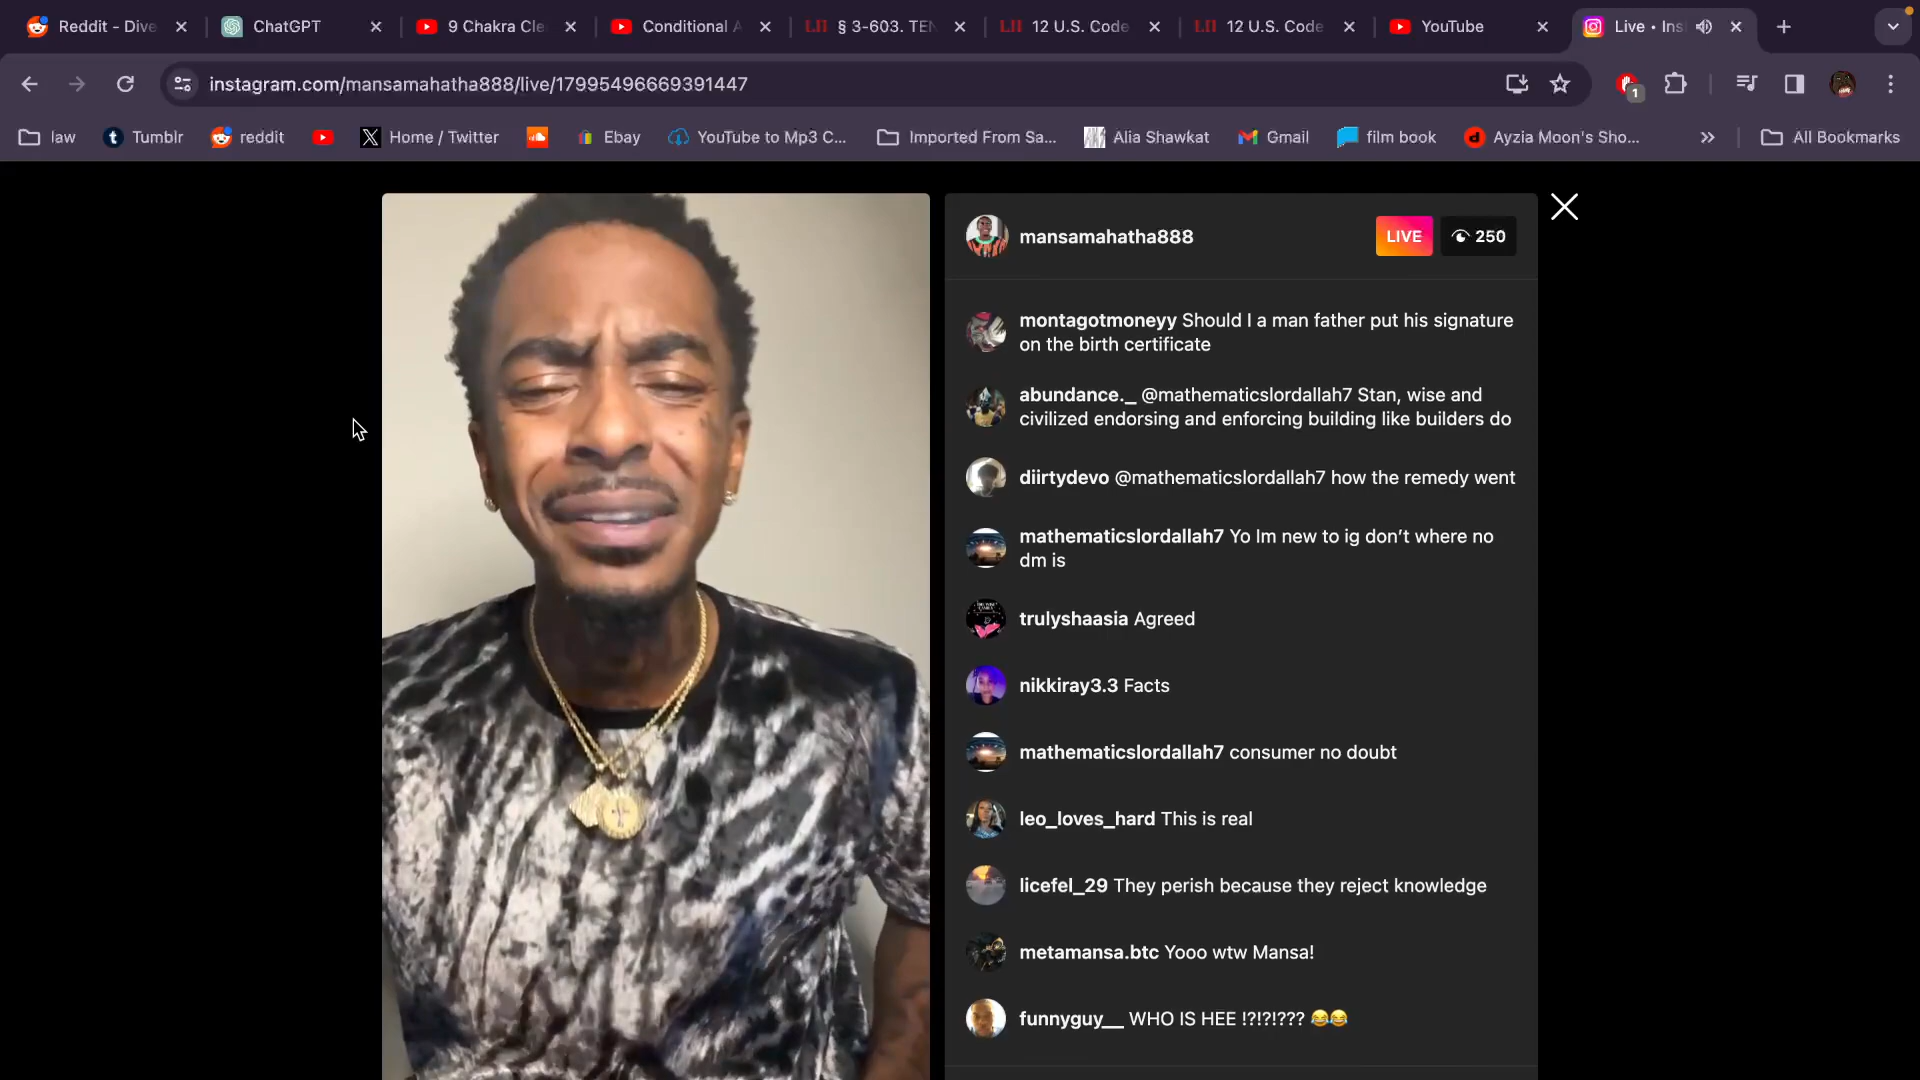 Reddit - Dive
ChatGPT
9 Chakra Cle
Conditional A
LII § 3-603. TEN
LII 12 U.S. Code
LII 12 U.S. Code
YouTube
Live • Ins
instagram.com/mansamahatha888/live/17995496669391447
1
law
Tumblr
reddit
Home / Twitter
Ebay
YouTube to Mp3 C...
Imported From Sa...
Alia Shawkat
Gmail
film book
Ayzia Moon's Sho...
All Bookmarks
mansamahatha888
LIVE
250
montagotmoneyy Should I a man father put his signature
on the birth certificate
abundance._ @mathematicslordallah7 Stan, wise and
civilized endorsing and enforcing building like builders do
diirtydevo @mathematicslordallah7 how the remedy went
mathematicslordallah7 Yo Im new to ig don’t where no
dm is
trulyshaasia Agreed
nikkiray3.3 Facts
mathematicslordallah7 consumer no doubt
leo_loves_hard This is real
licefel_29 They perish because they reject knowledge
metamansa.btc Yooo wtw Mansa!
funnyguy__ WHO IS HEE !?!?!??? 😂😂